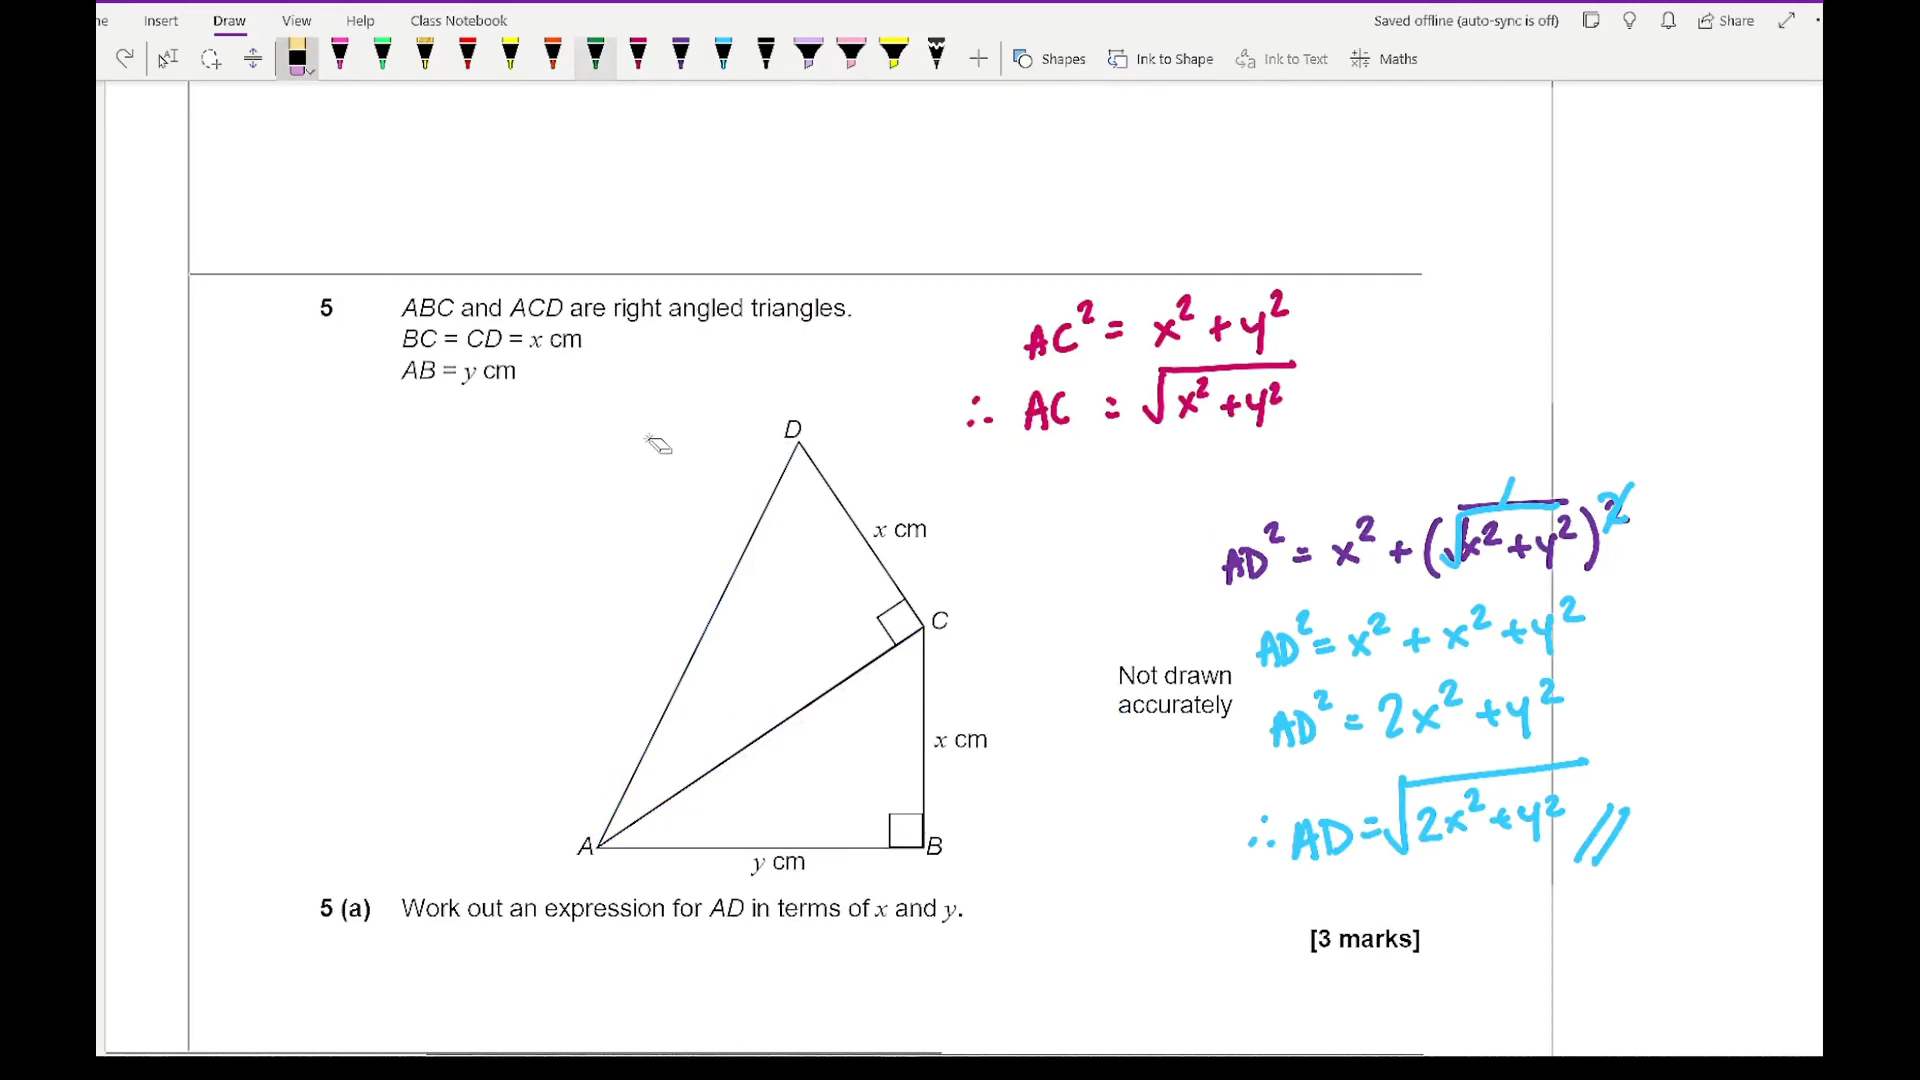 Insert Draw View Help Class Notebook Saved offline (auto-sync is off) Share
Shapes Ink to Shape Ink to Text Maths
5 ABC and ACD are right angled triangles.
BC = CD = x cm
AB = y cm
AC² = x² + y²
∴ AC = √(x² + y²)
D
x cm
C
AD² = x² + (√(x² + y²))²
AD² = x² + x² + y²
Not drawn
accurately
AD² = 2x² + y²
x cm
∴ AD = √(2x² + y²) //
A
B
y cm
5 (a) Work out an expression for AD in terms of x and y.
[3 marks]